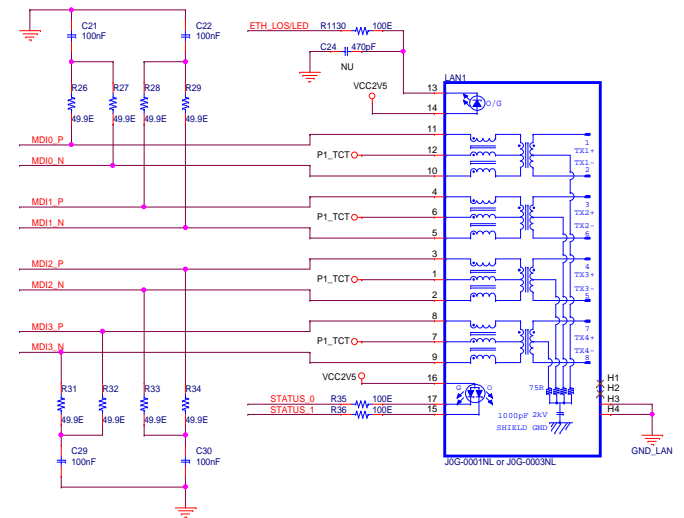 C21
100nF
C22
100nF
ETH_LOS/LED
R1130
100E
C24
470pF
NU
VCC2V5
LAN1
13
14
O/G
R26
R27
R28
R29
49.9E
49.9E
49.9E
49.9E
MDI0_P
MDI0_N
MDI1_P
MDI1_N
MDI2_P
MDI2_N
MDI3_P
MDI3_N
P1_TCT
P1_TCT
P1_TCT
P1_TCT
11
12
10
4
6
5
3
1
2
8
7
9
1
TX1+
TX1-
2
3
TX2+
TX2-
6
4
TX3+
TX3-
5
7
TX4+
TX4-
8
R31
R32
R33
R34
49.9E
49.9E
49.9E
49.9E
C29
100nF
C30
100nF
VCC2V5
16
STATUS_0
R35
100E
17
STATUS_1
R36
100E
15
G
O
75R
1000pF 2kV
SHIELD GND
H1
H2
H3
H4
GND_LAN
J0G-0001NL or J0G-0003NL